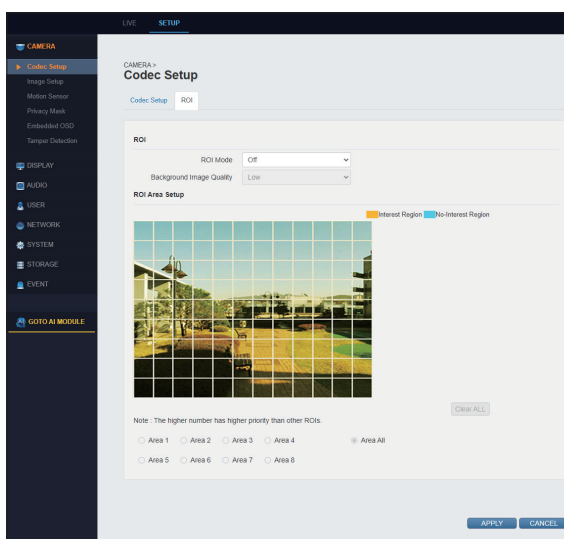 LIVE SETUP
CAMERA
Codec Setup
Image Setup
Motion Sensor
Privacy Mask
Embedded OSD
Tamper Detection
DISPLAY
AUDIO
USER
NETWORK
SYSTEM
STORAGE
EVENT
GOTO AI MODULE
CAMERA >
Codec Setup
Codec Setup ROI
ROI
ROI Mode Off
Background Image Quality Low
ROI Area Setup
Interest Region No-Interest Region
Clear ALL
Note : The higher number has higher priority than other ROIs.
Area 1 Area 2 Area 3 Area 4 Area All
Area 5 Area 6 Area 7 Area 8
APPLY CANCEL